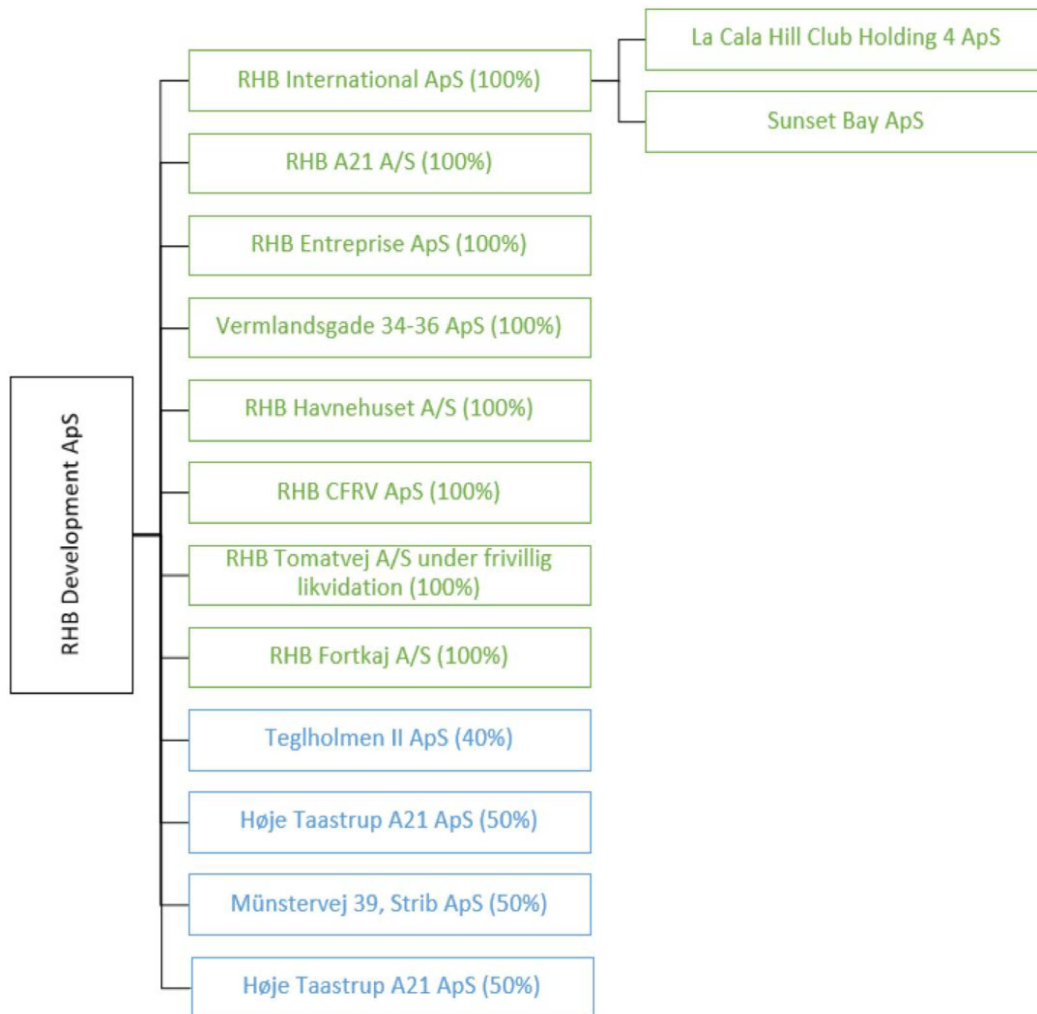 La Cala Hill Club Holding 4 ApS
RHB International ApS (100%)
Sunset Bay ApS
RHB A21 A/S (100%)
RHB Entreprise ApS (100%)
Vermlandsgade 34-36 ApS (100%)
RHB Havnehuset A/S (100%)
RHB CFRV ApS (100%)
RHB Development ApS
RHB Tomatvej A/S under frivillig
likvidation (100%)
RHB Fortkaj A/S (100%)
Teglholmen II ApS (40%)
Høje Taastrup A21 ApS (50%)
Münstervej 39, Strib ApS (50%)
Høje Taastrup A21 ApS (50%)